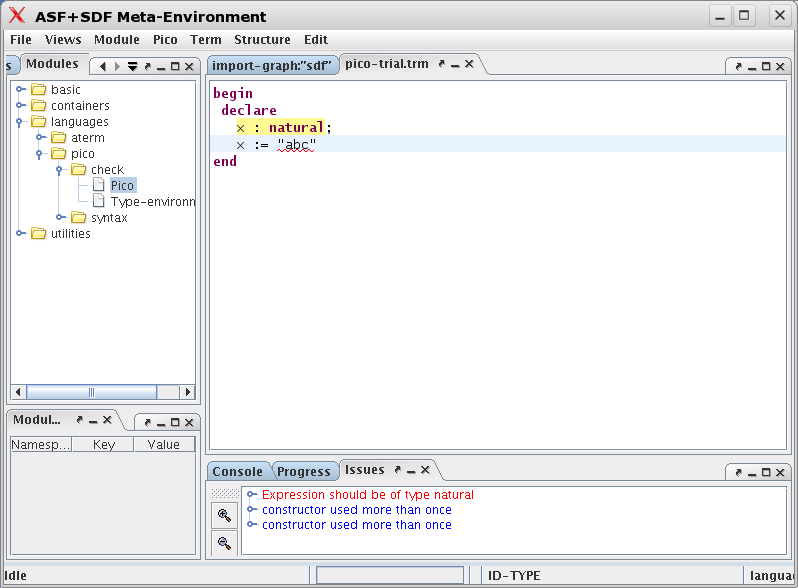 ASF+SDF Meta-Environment
File Views Module Pico Term Structure Edit
s Modules
basic
containers
languages
aterm
pico
check
Pico
Type-environn
syntax
utilities
Modul...
Namesp... Key Value
import-graph:"sdf" pico-trial.trm
begin
declare
x : natural;
x := "abc"
end
Console Progress Issues
Expression should be of type natural
constructor used more than once
constructor used more than once
Idle ID-TYPE langua